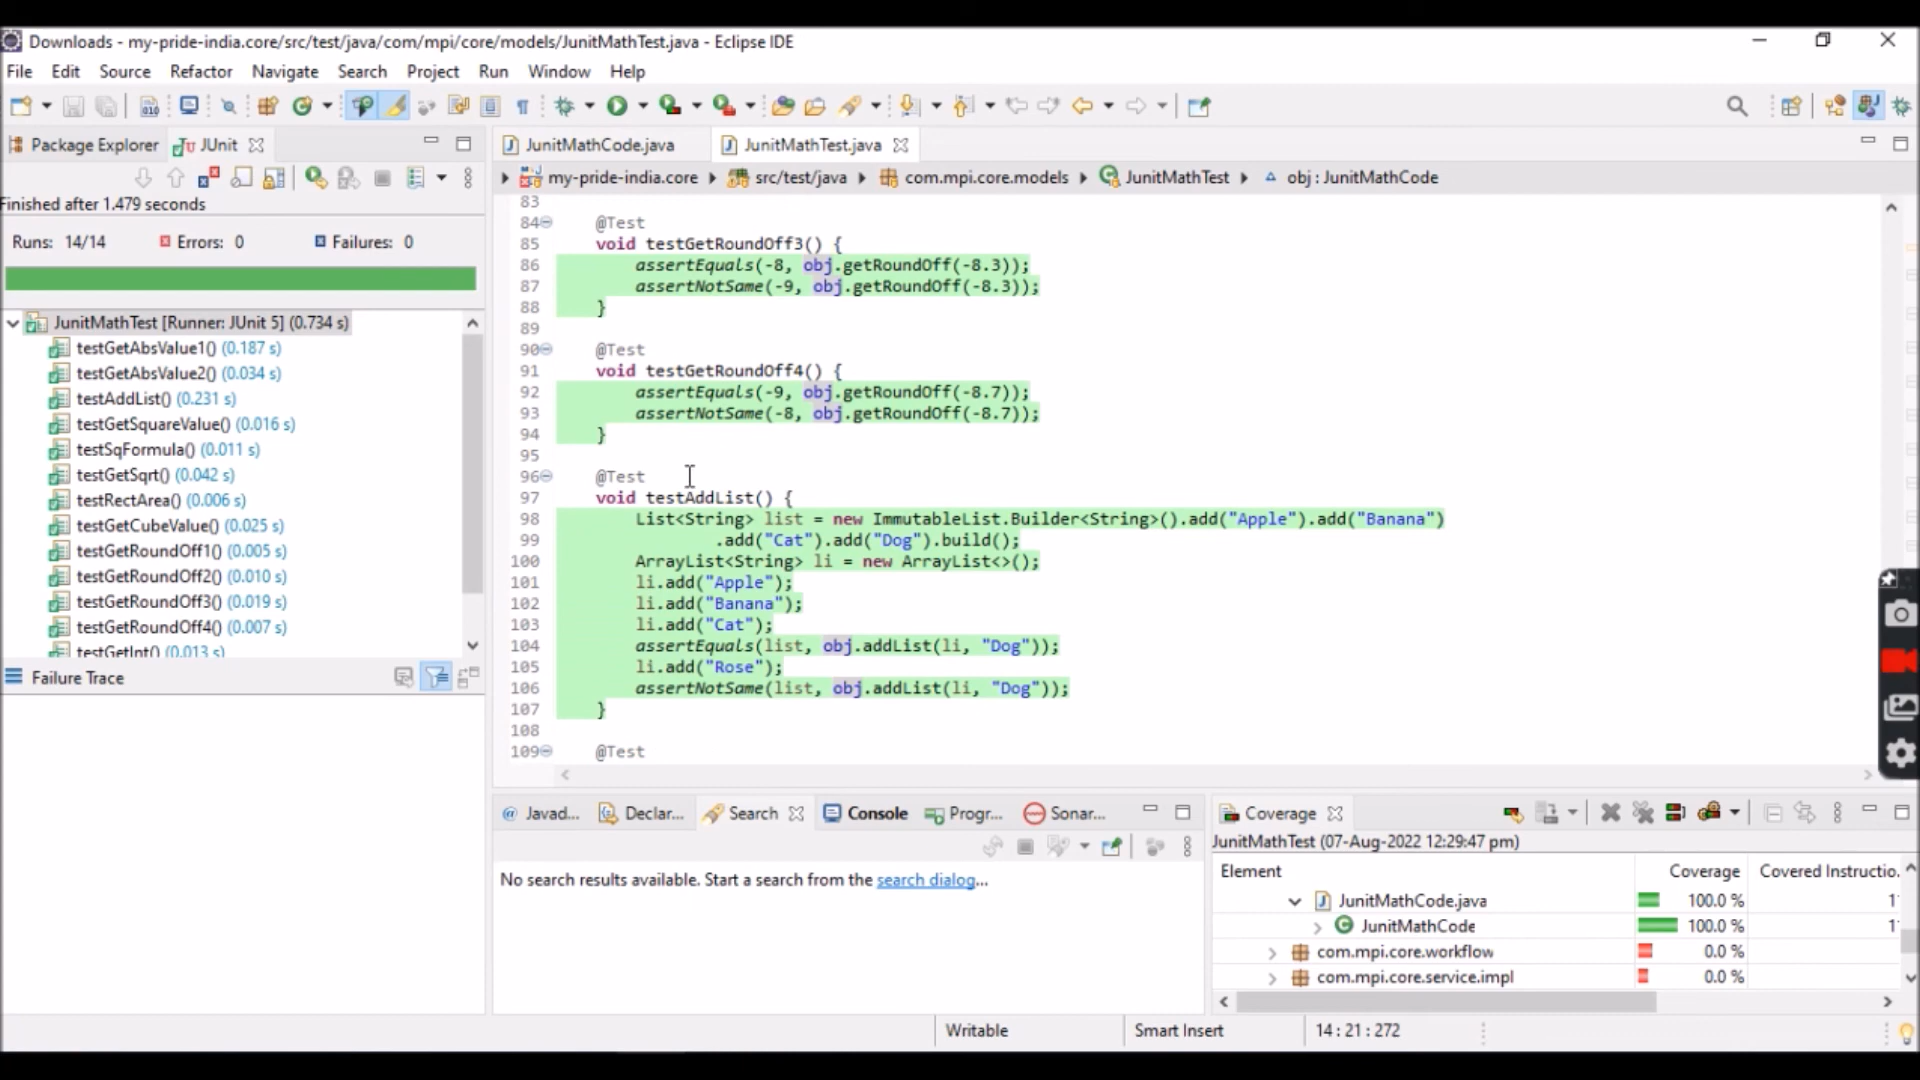 Downloads - my-pride-india.core/src/test/java/com/mpi/core/models/JunitMathTest.java - Eclipse IDE
File Edit Source Refactor Navigate Search Project Run Window Help
Package Explorer JUnit
Finished after 1.479 seconds
Runs: 14/14 Errors: 0 Failures: 0
JunitMathTest [Runner: JUnit 5] (0.734 s)
testGetAbsValue1() (0.187 s)
testGetAbsValue2() (0.034 s)
testAddList() (0.231 s)
testGetSquareValue() (0.016 s)
testSqFormula() (0.011 s)
testGetSqrt() (0.042 s)
testRectArea() (0.006 s)
testGetCubeValue() (0.025 s)
testGetRoundOff1() (0.005 s)
testGetRoundOff2() (0.010 s)
testGetRoundOff3() (0.019 s)
testGetRoundOff4() (0.007 s)
testGetInt() (0.013 s)
Failure Trace
JunitMathCode.java JunitMathTest.java
my-pride-india.core src/test/java com.mpi.core.models JunitMathTest obj : JunitMathCode
83
84 @Test
85 void testGetRoundOff3() {
86 assertEquals(-8, obj.getRoundOff(-8.3));
87 assertNotSame(-9, obj.getRoundOff(-8.3));
88 }
89
90 @Test
91 void testGetRoundOff4() {
92 assertEquals(-9, obj.getRoundOff(-8.7));
93 assertNotSame(-8, obj.getRoundOff(-8.7));
94 }
95
96 @Test
97 void testAddList() {
98 List<String> list = new ImmutableList.Builder<String>().add("Apple").add("Banana")
99 .add("Cat").add("Dog").build();
100 ArrayList<String> li = new ArrayList<>();
101 li.add("Apple");
102 li.add("Banana");
103 li.add("Cat");
104 assertEquals(list, obj.addList(li, "Dog"));
105 li.add("Rose");
106 assertNotSame(list, obj.addList(li, "Dog"));
107 }
108
109 @Test
Javad... Declar... Search Console Progr... Sonar...
No search results available. Start a search from the search dialog...
Coverage
JunitMathTest (07-Aug-2022 12:29:47 pm)
Element Coverage Covered Instructio.
JunitMathCode.java 100.0 %
JunitMathCode 100.0 %
com.mpi.core.workflow 0.0 %
com.mpi.core.service.impl 0.0 %
Writable Smart Insert 14 : 21 : 272